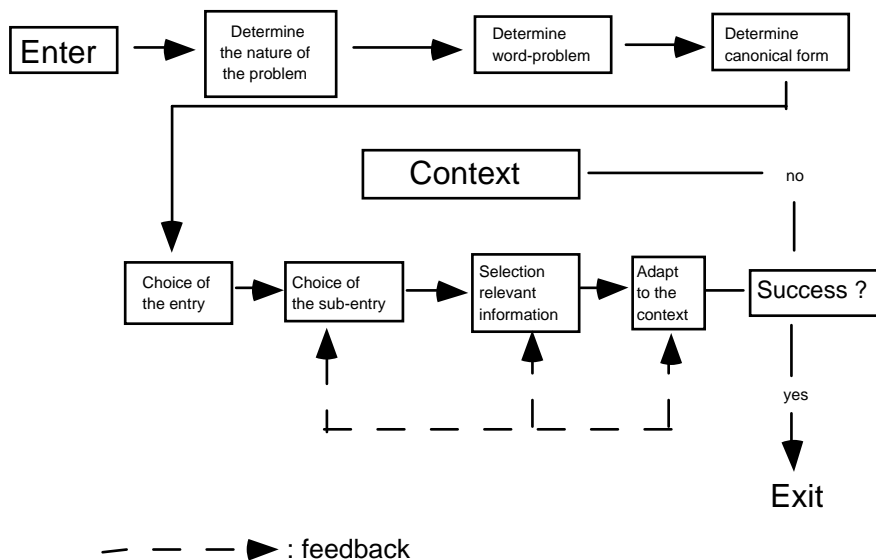 Enter
Determine
the nature of
the problem
Determine
word-problem
Determine
canonical form
Context
no
Choice of
the entry
Choice of
the sub-entry
Selection
relevant
information
Adapt
to the
context
Success ?
yes
Exit
: feedback